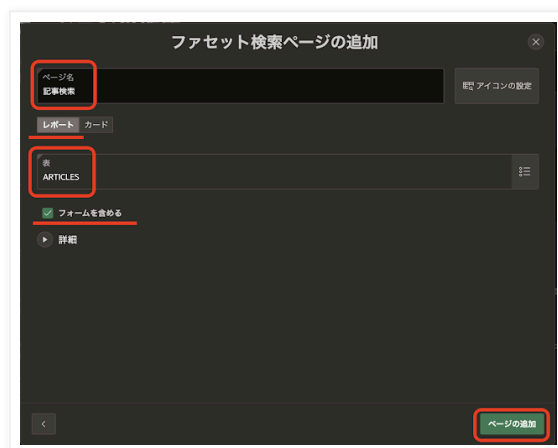 ファセット検索ページの追加
ページ名
記事検索
アイコンの設定
レポート カード
表
ARTICLES
フォームを含める
詳細
ページの追加